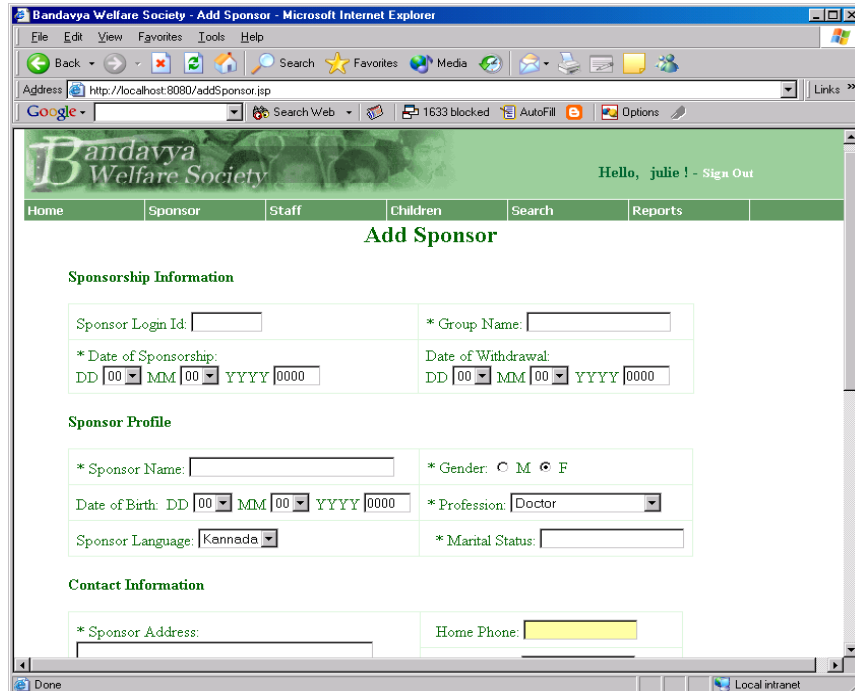 Bandavya Welfare Society - Add Sponsor - Microsoft Internet Explorer
File Edit View Favorites Tools Help
Back Search Favorites Media
Address http://localhost:8080/addSponsor.jsp Links »
Google Search Web 1633 blocked AutoFill Options
Bandavya
Welfare Society
Hello, julie ! - Sign Out
Home Sponsor Staff Children Search Reports
Add Sponsor
Sponsorship Information
Sponsor Login Id: * Group Name:
* Date of Sponsorship: Date of Withdrawal:
DD 00 MM 00 YYYY 0000 DD 00 MM 00 YYYY 0000
Sponsor Profile
* Sponsor Name: * Gender: M F
Date of Birth: DD 00 MM 00 YYYY 0000 * Profession: Doctor
Sponsor Language: Kannada * Marital Status:
Contact Information
* Sponsor Address: Home Phone:
Done Local intranet